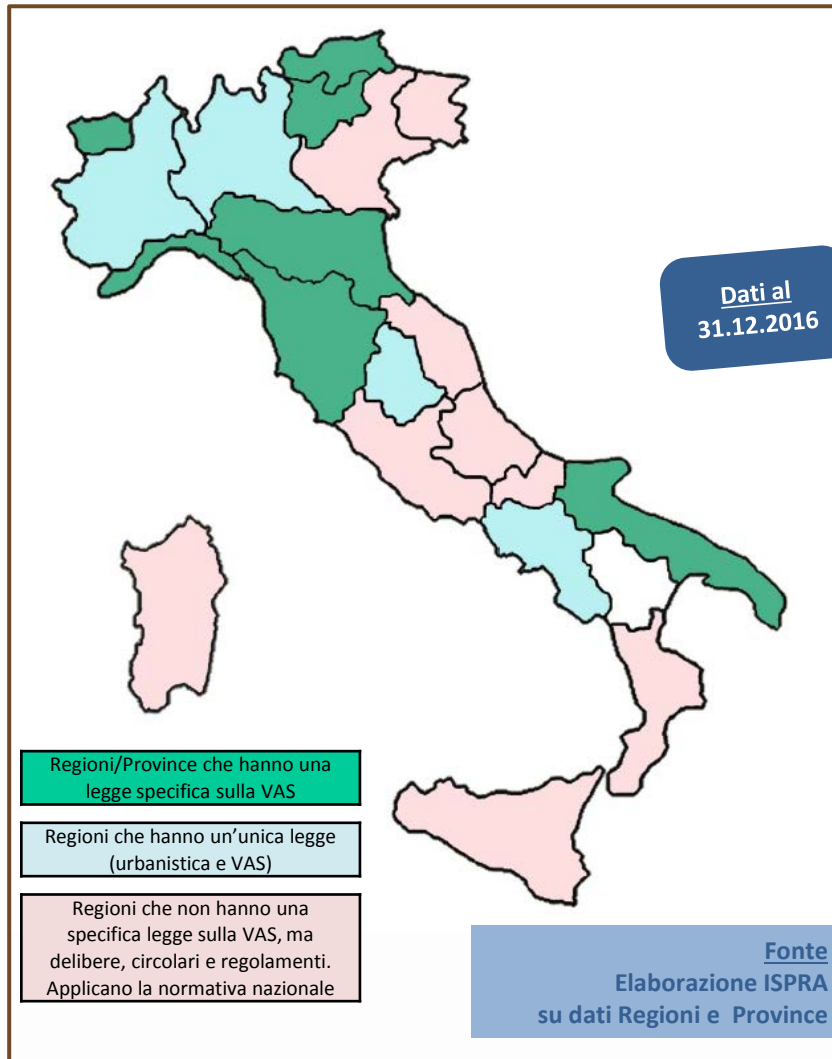 Dati al
31.12.2016
Regioni/Province che hanno una
legge specifica sulla VAS
Regioni che hanno un’unica legge
(urbanistica e VAS)
Regioni che non hanno una
specifica legge sulla VAS, ma
delibere, circolari e regolamenti.
Applicano la normativa nazionale
Fonte
Elaborazione ISPRA
su dati Regioni e Province